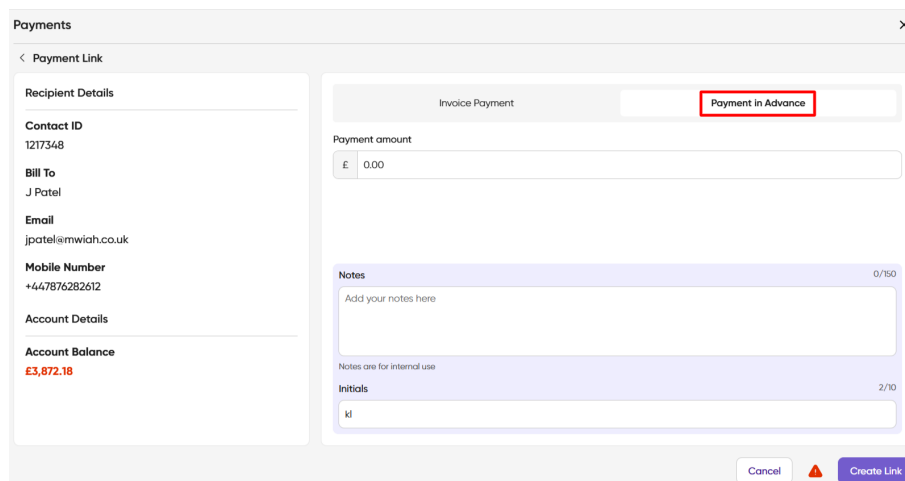 Payments
Payment Link
Recipient Details
Contact ID
1217348
Bill To
J Patel
Email
jpatel@mwiah.co.uk
Mobile Number
+447876282612
Account Details
Account Balance
£3,872.18
Invoice Payment
Payment in Advance
Payment amount
£ 0.00
Notes 0/150
Add your notes here
Notes are for internal use
Initials 2/10
kl
Cancel
Create Link